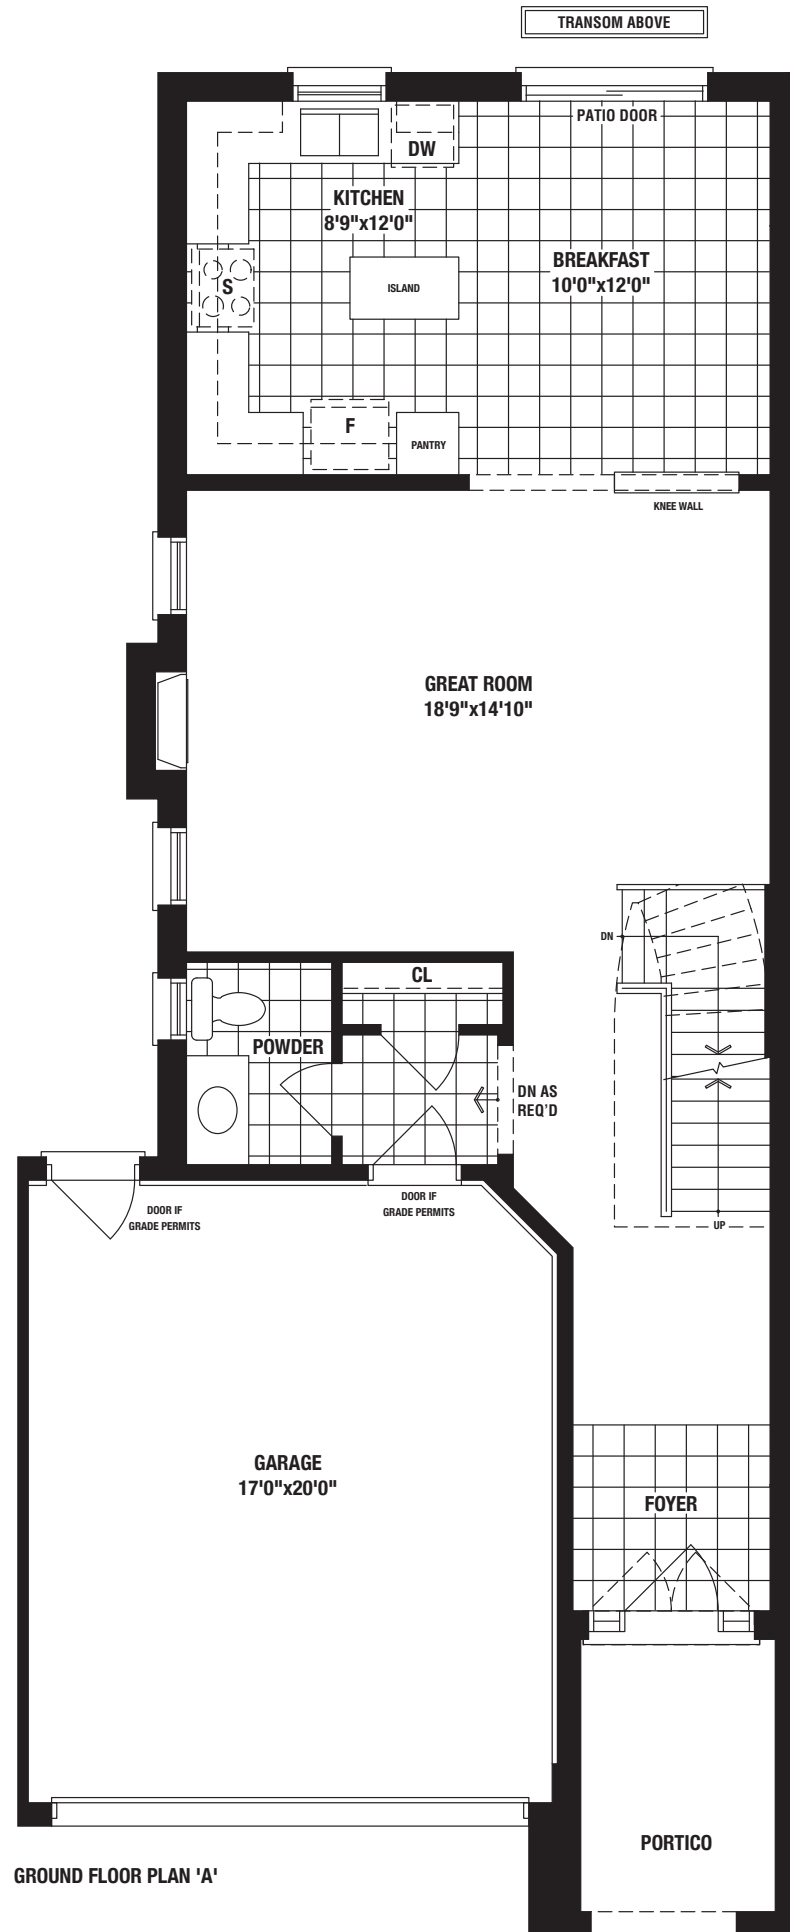 TRANSOM ABOVE
PATIO DOOR
DW
KITCHEN
8'9"x12'0"
BREAKFAST
10'0"x12'0"
S
ISLAND
F
PANTRY
KNEE WALL
GREAT ROOM
18'9"x14'10"
DN
CL
POWDER
DN AS
REQ'D
DOOR IF
GRADE PERMITS
DOOR IF
GRADE PERMITS
UP
GARAGE
17'0"x20'0"
FOYER
PORTICO
GROUND FLOOR PLAN 'A'